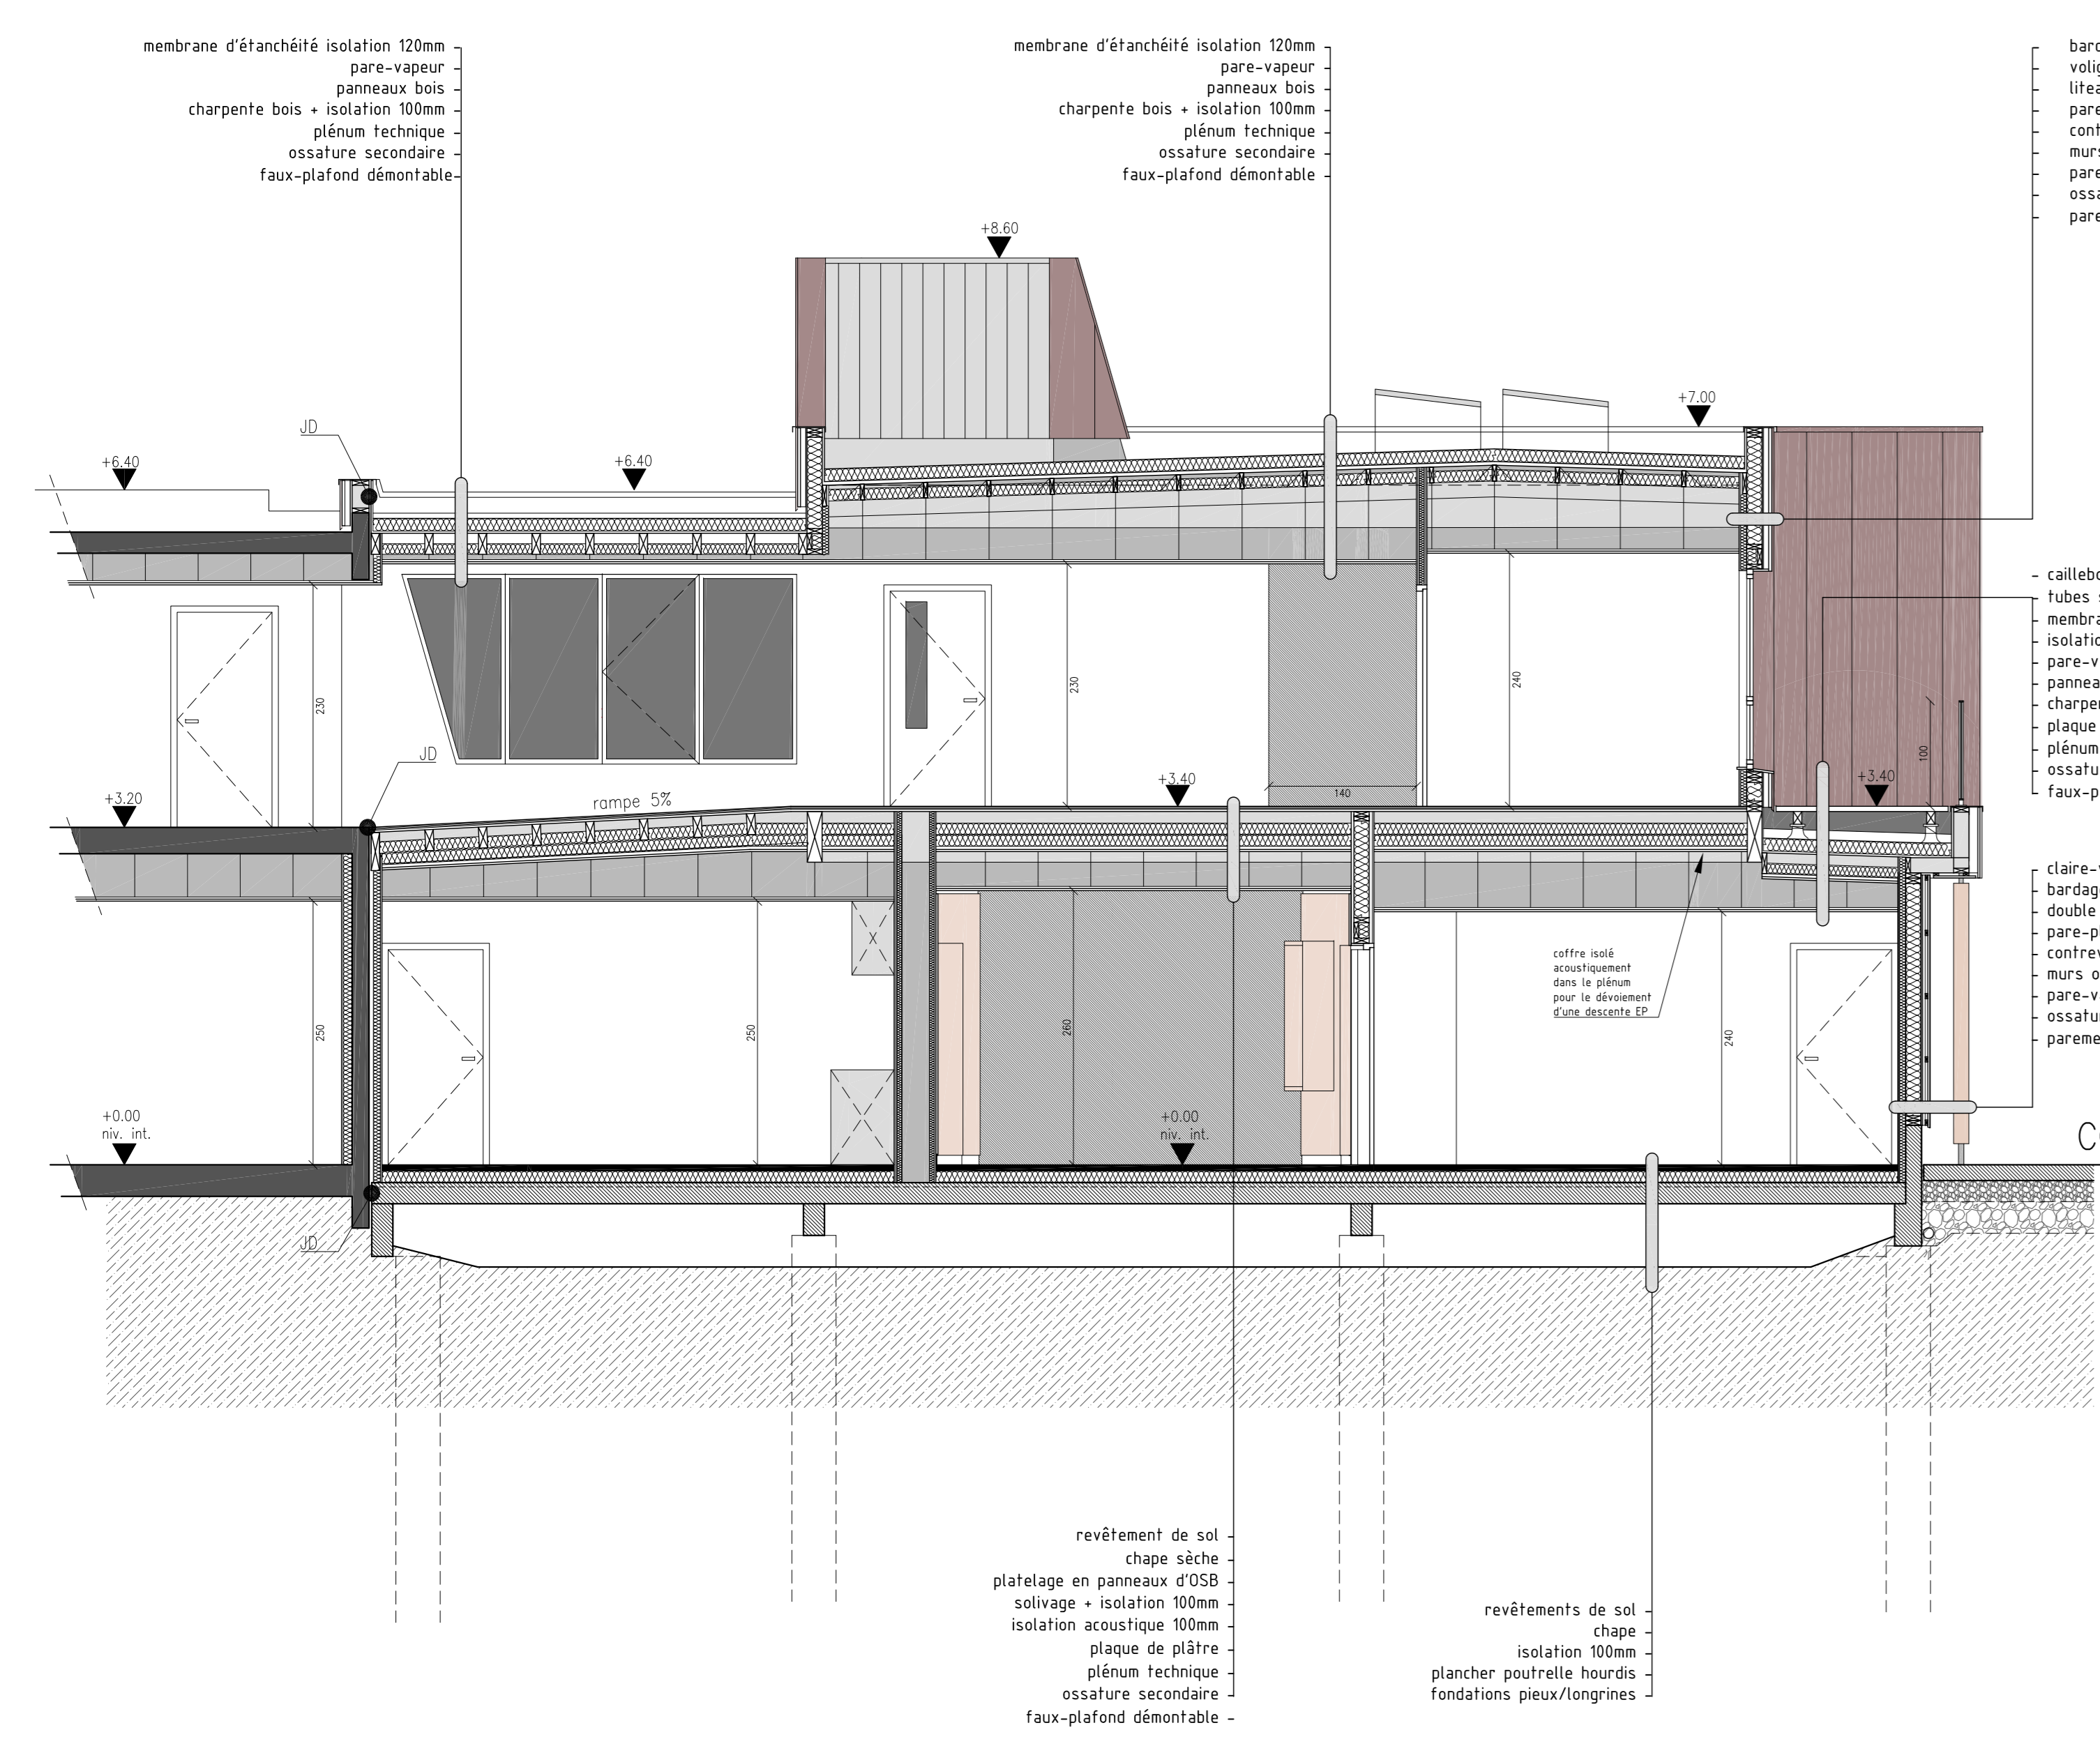 membrane d'étanchéité isolation 120mm
pare-vapeur
panneaux bois
charpente bois + isolation 100mm
plénum technique
ossature secondaire
faux-plafond démontable
membrane d'étanchéité isolation 120mm
pare-vapeur
panneaux bois
charpente bois + isolation 100mm
plénum technique
ossature secondaire
faux-plafond démontable
+8.60
+7.00
JD
+6.40
+6.40
230
230
240
JD
rampe 5%
+3.20
+3.40
140
+3.40
100
tubes
plaque
plénum
double
murs
250
250
260
240
coffre isolé
acoustiquement
dans le plénum
pour le dévoiement
d'une descente EP
+0.00
niv. int.
+0.00
niv. int.
C
JD
revêtement de sol
chape sèche
platelage en panneaux d'OSB
solivage + isolation 100mm
isolation acoustique 100mm
plaque de plâtre
plénum technique
ossature secondaire
faux-plafond démontable
revêtements de sol
chape
isolation 100mm
plancher poutrelle hourdis
fondations pieux/longrines